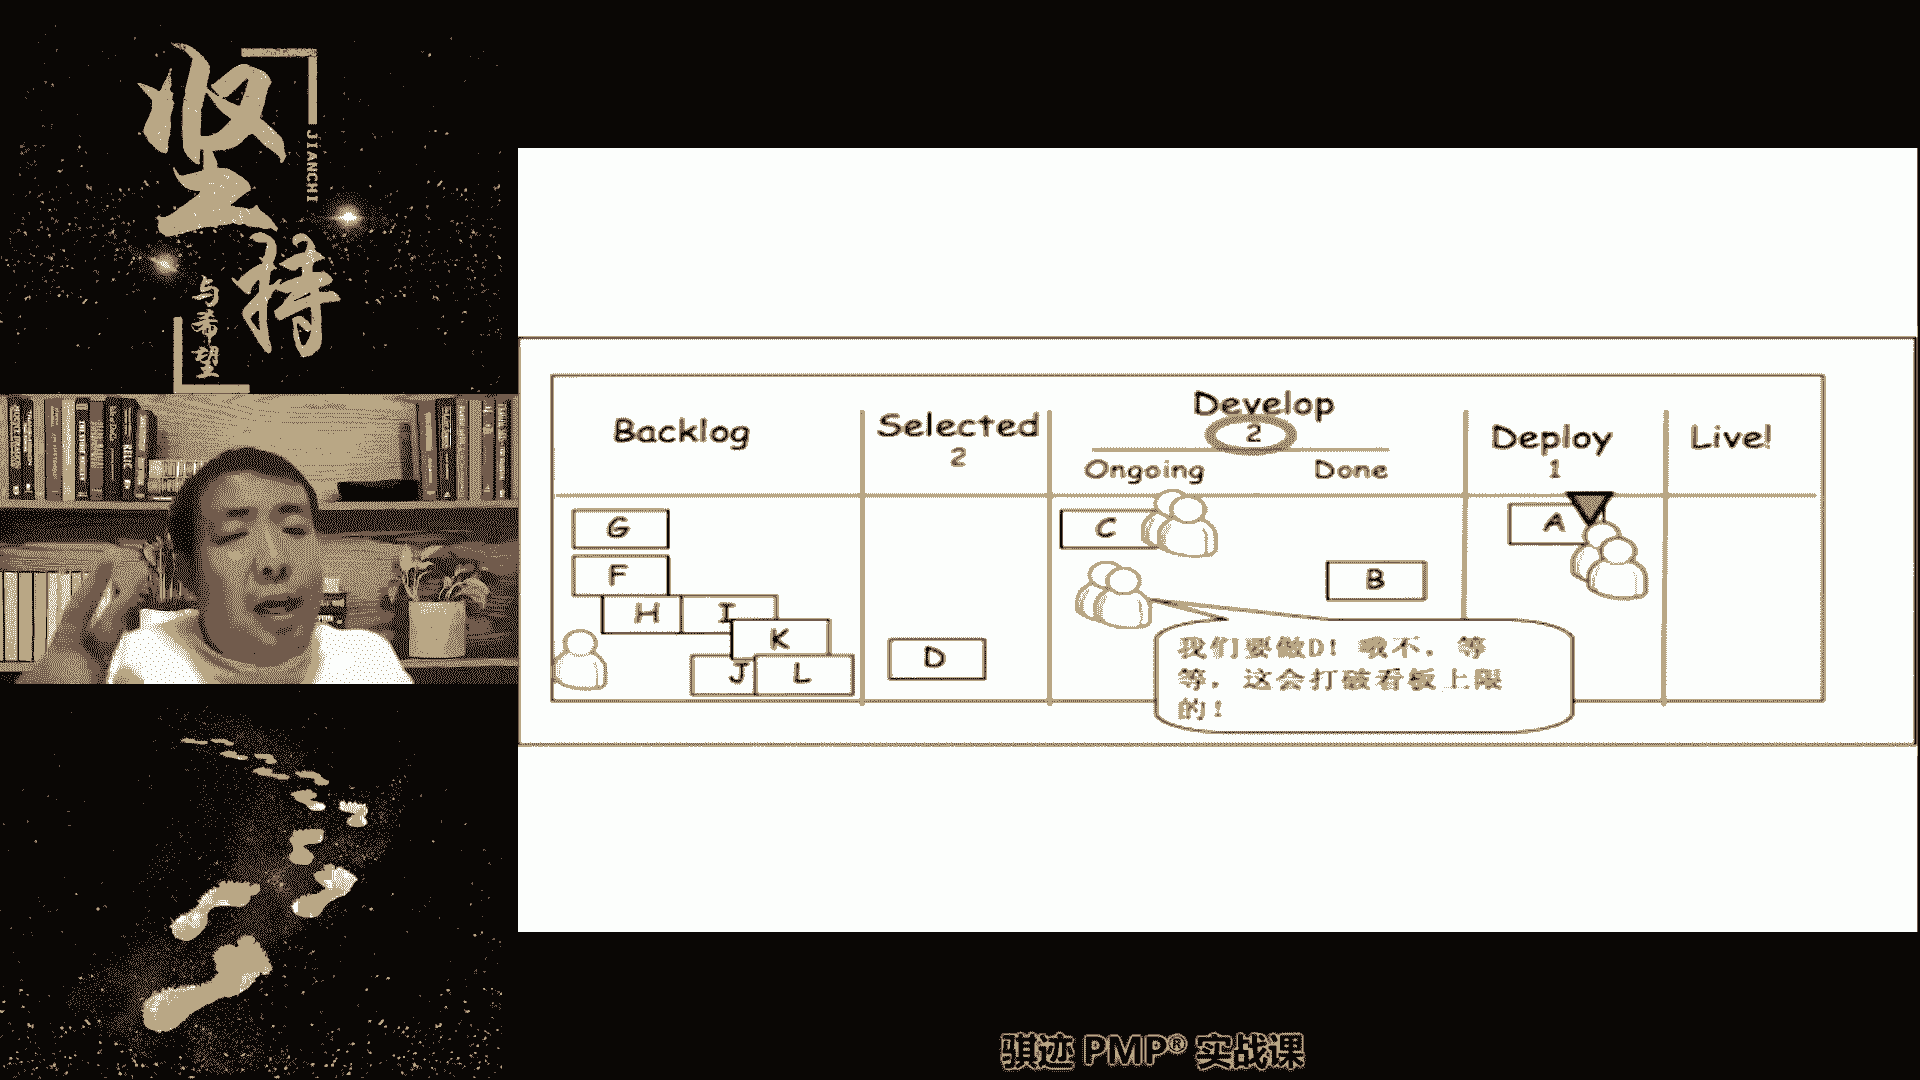 坚持
JIANCHI
与希望
Backlog
Selected
2
Develop
2
Ongoing
Done
Deploy
1
Live!
G
F
H
I
K
J
L
D
C
B
A
我们要做D! 哦不, 等
等, 这会打破看板上限
的!
骐迹 PMP® 实战课